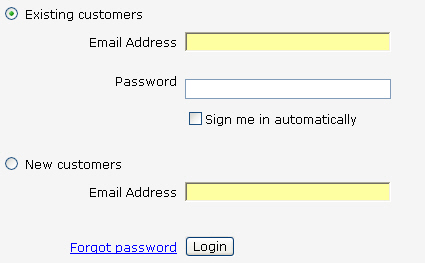 Existing customers
Email Address
Password
Sign me in automatically
New customers
Email Address
Forgot password Login